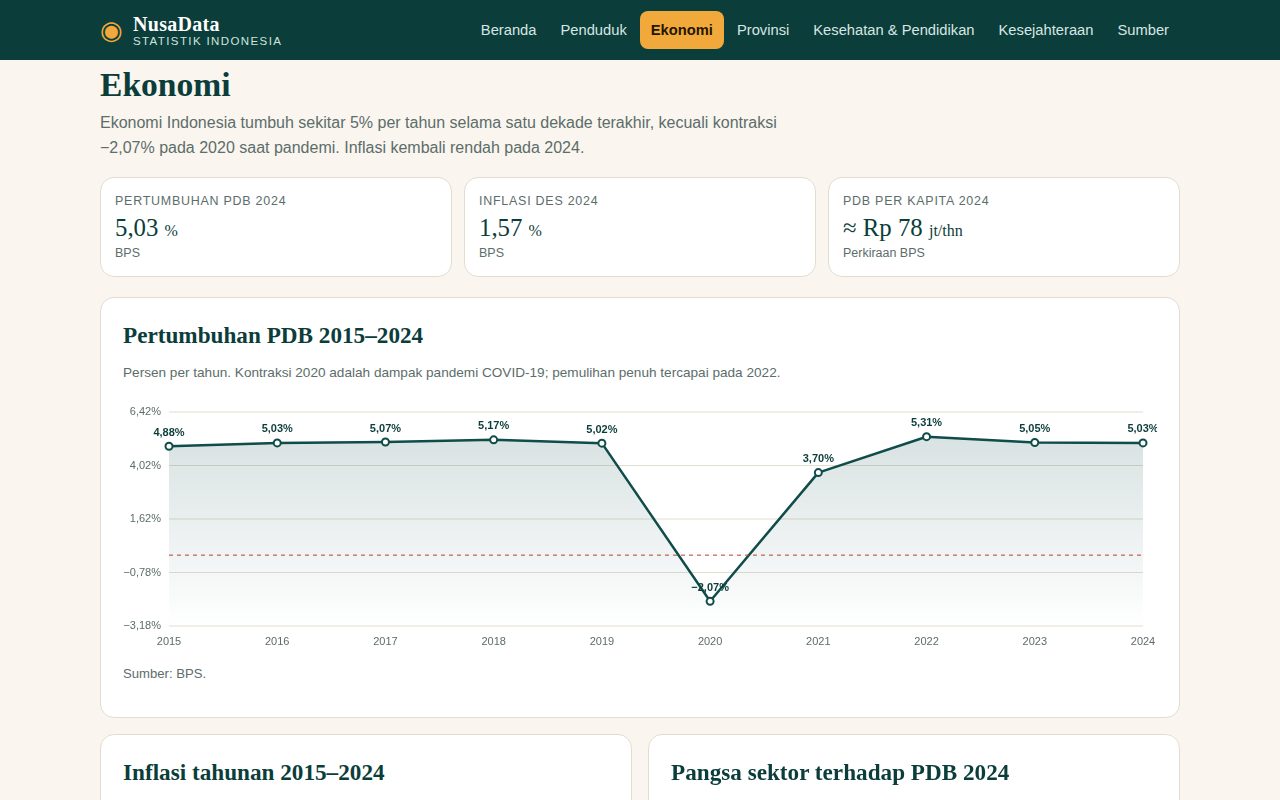 NusaData
STATISTIK INDONESIA
Beranda
Penduduk
Ekonomi
Provinsi
Kesehatan & Pendidikan
Kesejahteraan
Sumber
Ekonomi
Ekonomi Indonesia tumbuh sekitar 5% per tahun selama satu dekade terakhir, kecuali kontraksi
−2,07% pada 2020 saat pandemi. Inflasi kembali rendah pada 2024.
PERTUMBUHAN PDB 2024
5,03 %
BPS
INFLASI DES 2024
1,57 %
BPS
PDB PER KAPITA 2024
≈ Rp 78 jt/thn
Perkiraan BPS
Pertumbuhan PDB 2015–2024
Persen per tahun. Kontraksi 2020 adalah dampak pandemi COVID-19; pemulihan penuh tercapai pada 2022.
6,42%
4,02%
1,62%
−0,78%
−3,18%
4,88%
5,03%
5,07%
5,17%
5,02%
−2,07%
3,70%
5,31%
5,05%
5,03%
2015
2016
2017
2018
2019
2020
2021
2022
2023
2024
Sumber: BPS.
Inflasi tahunan 2015–2024
Pangsa sektor terhadap PDB 2024